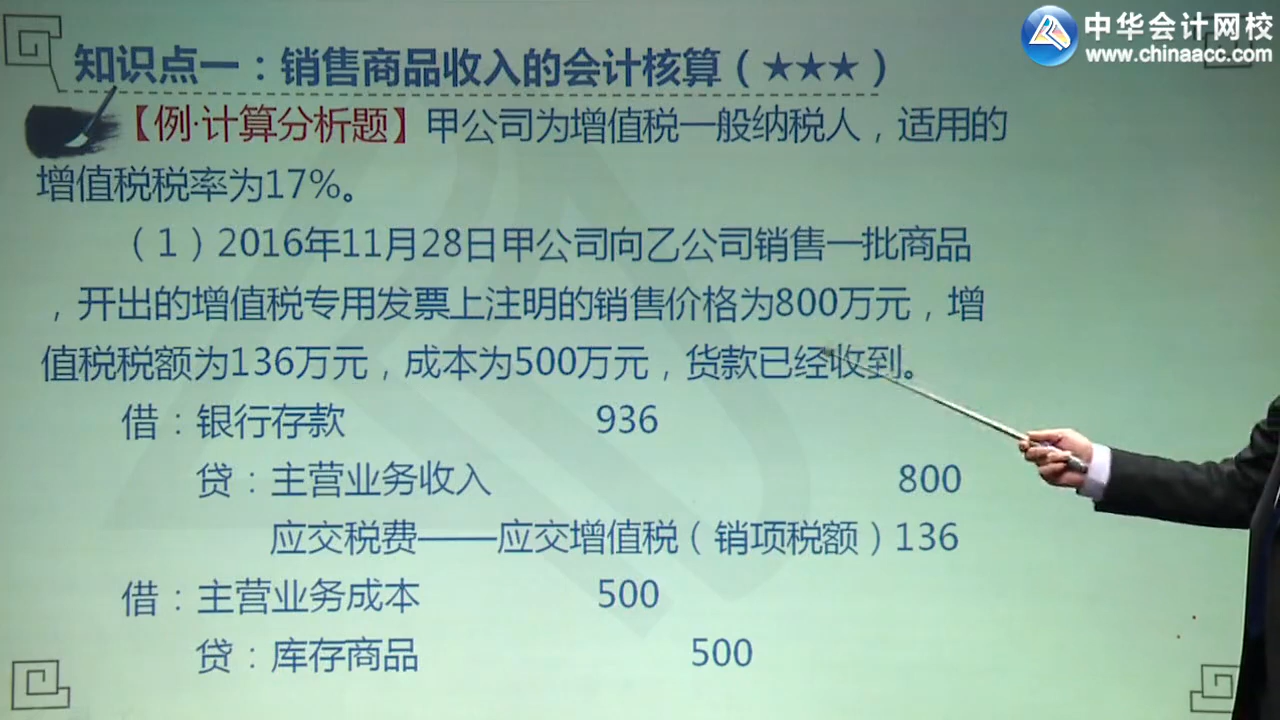 中华会计网校
www.chinaacc.com
知识点一：销售商品收入的会计核算（★★★）
【例·计算分析题】甲公司为增值税一般纳税人，适用的
增值税税率为17%。
（1）2016年11月28日甲公司向乙公司销售一批商品
，开出的增值税专用发票上注明的销售价格为800万元，增
值税税额为136万元，成本为500万元，货款已经收到。
借：银行存款 936
贷：主营业务收入 800
应交税费——应交增值税（销项税额）136
借：主营业务成本 500
贷：库存商品 500